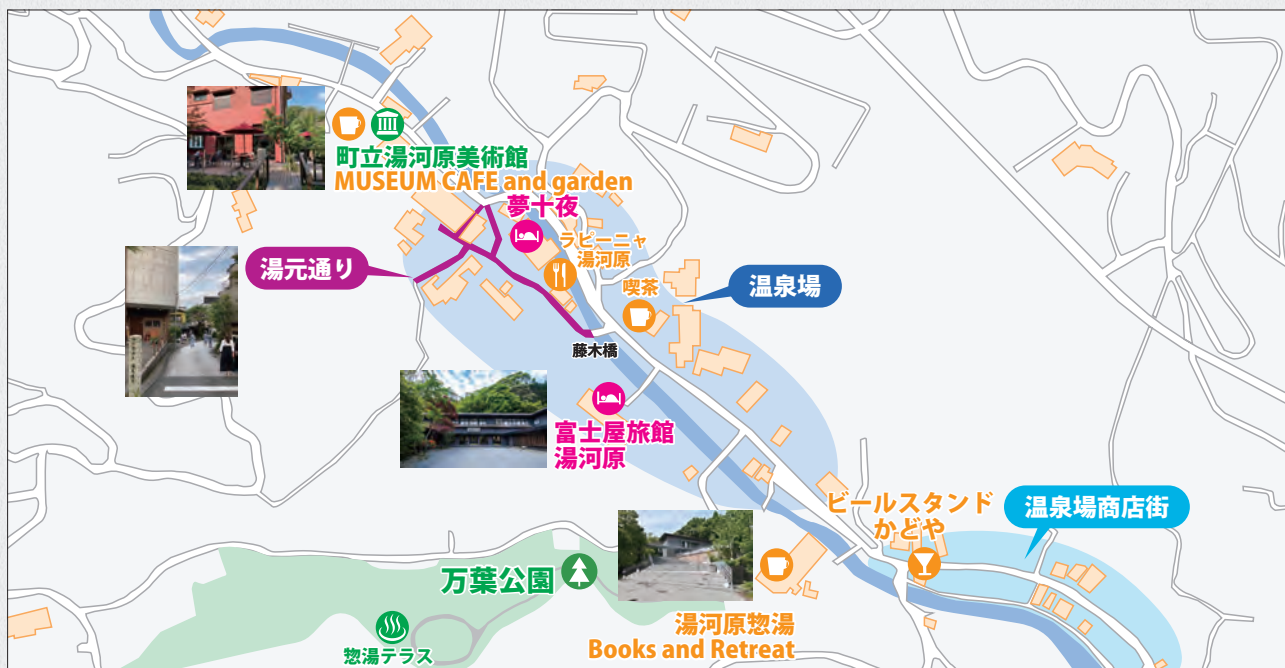 町立湯河原美術館
MUSEUM CAFE and garden
夢十夜
ラピーニャ
湯河原
湯元通り
喫茶
温泉場
藤木橋
富士屋旅館
湯河原
ビールスタンド
かどや
温泉場商店街
万葉公園
湯河原惣湯
Books and Retreat
惣湯テラス